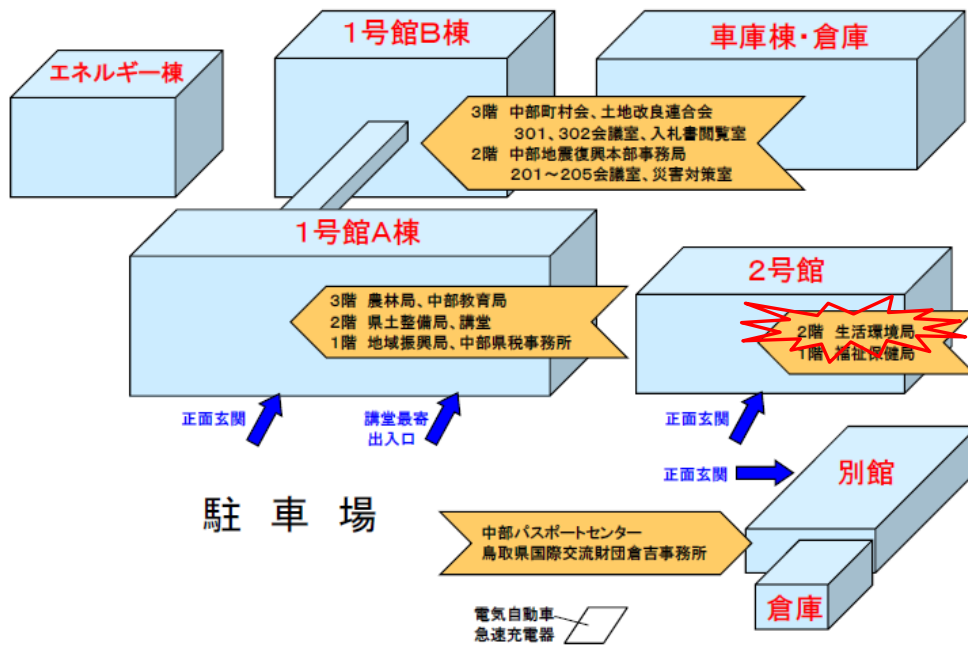 1号館B棟
車庫棟・倉庫
エネルギー棟
3階 中部町村会、土地改良連合会
301、302会議室、入札書閲覧室
2階 中部地震復興本部事務局
201～205会議室、災害対策室
1号館A棟
2号館
3階 農林局、中部教育局
2階 県土整備局、講堂
1階 地域振興局、中部県税事務所
2階 生活環境局
1階 福祉保健局
正面玄関
講堂最寄
出入口
正面玄関
正面玄関
別館
駐車場
中部パスポートセンター
鳥取県国際交流財団倉吉事務所
倉庫
電気自動車
急速充電器